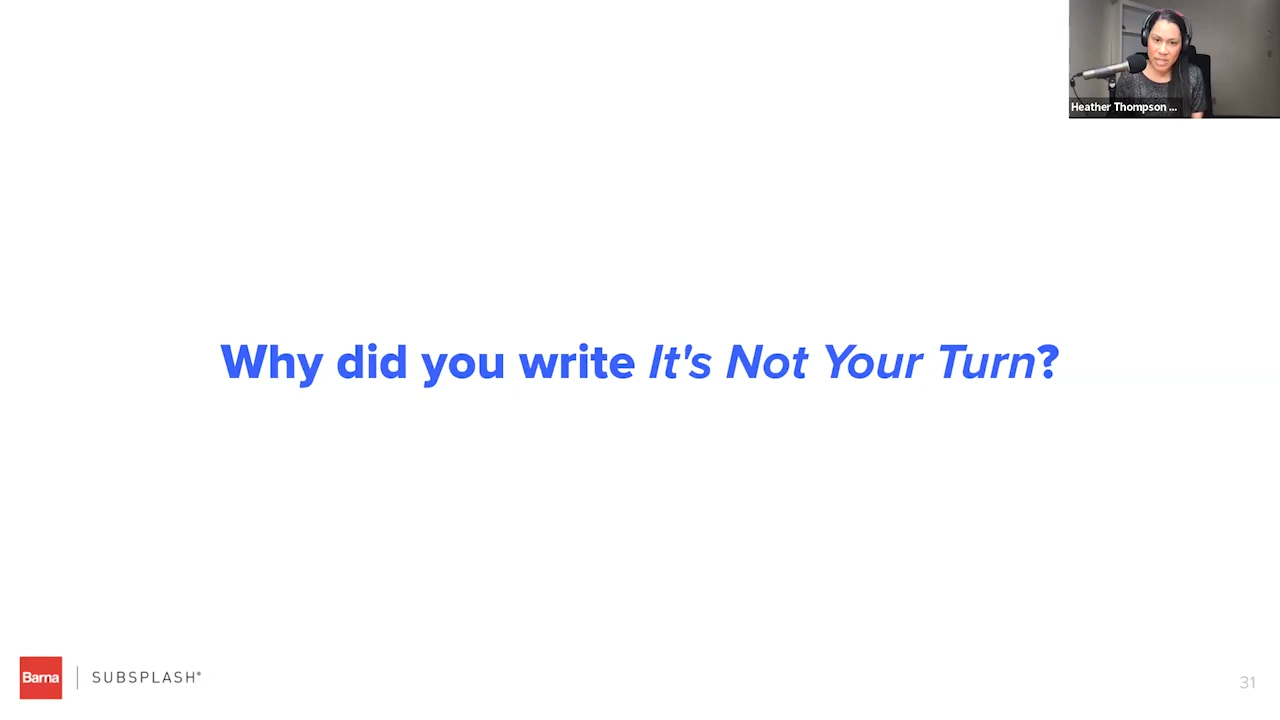 Heather Thompson ...
Why did you write It's Not Your Turn?
Barna
SUBSPLASH®
31